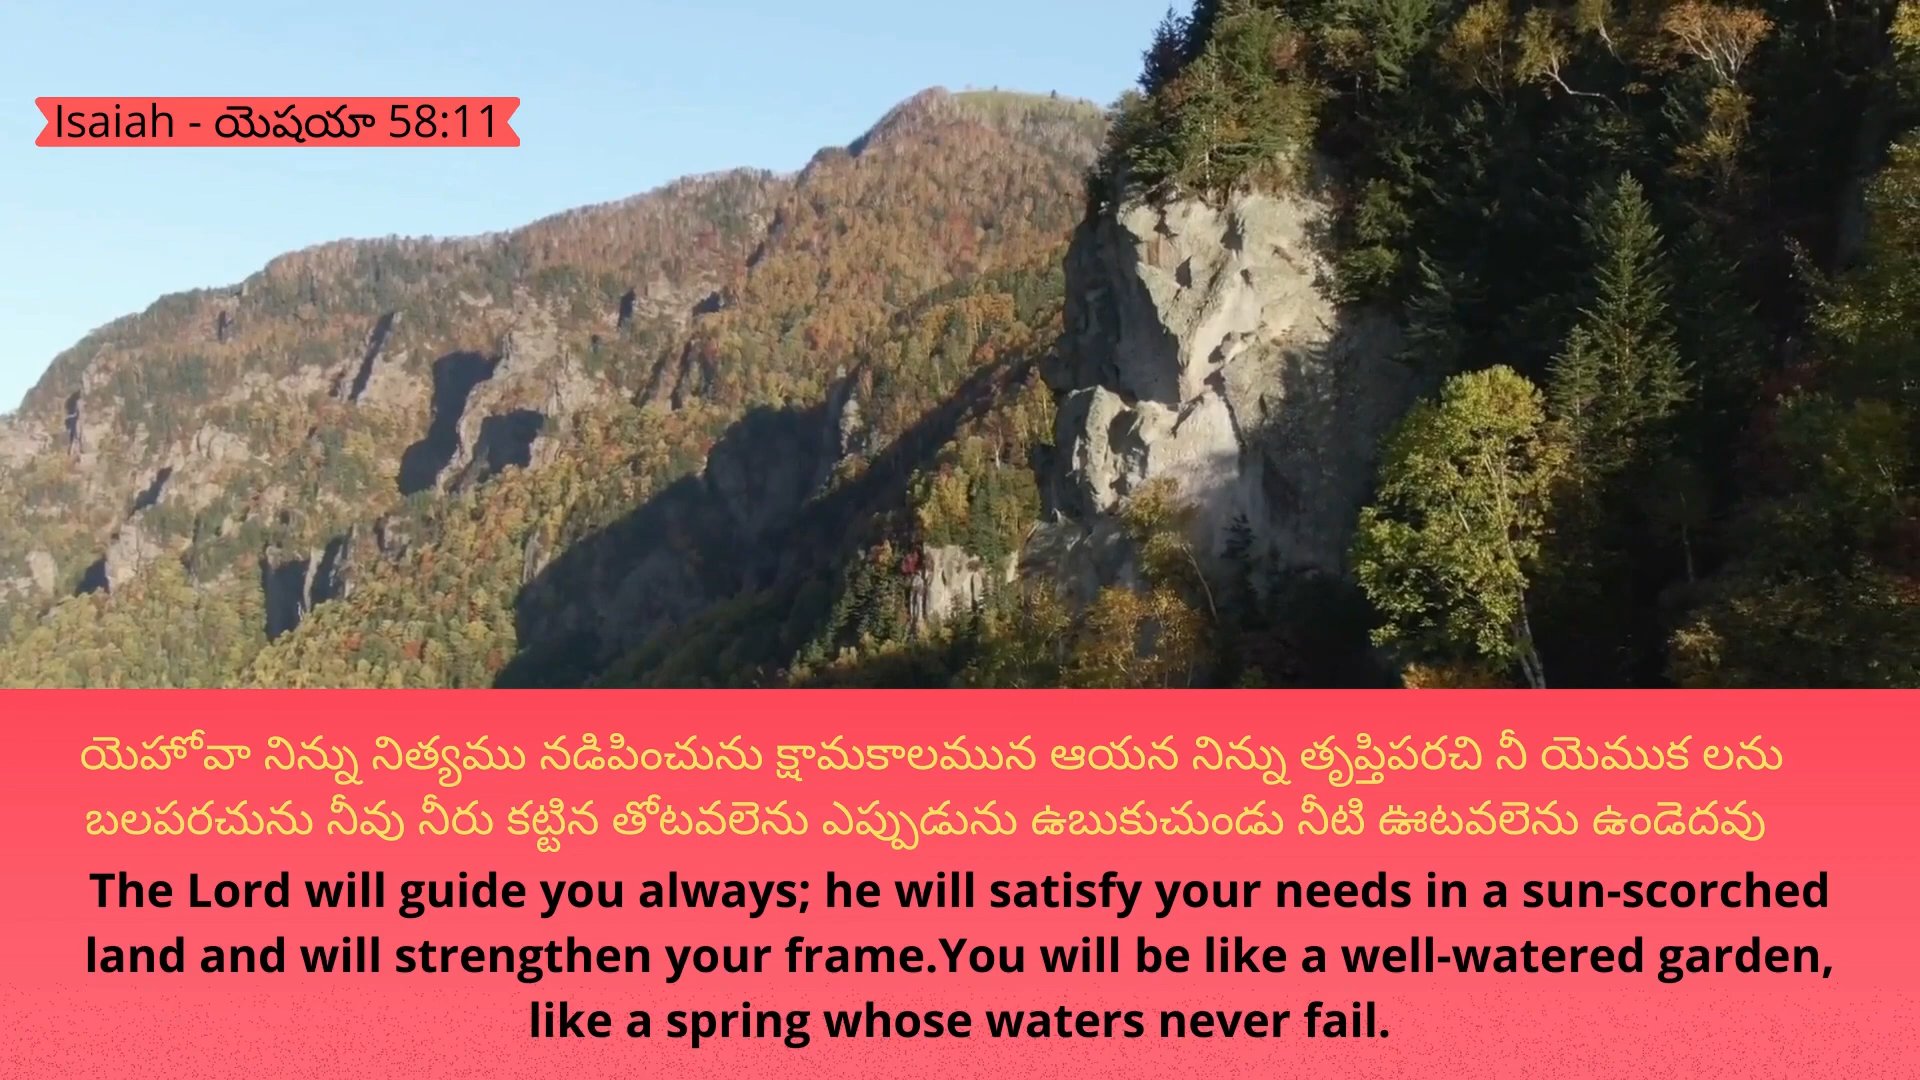 Isaiah - యెషయా 58:11
యెహోవా నిన్ను నిత్యము నడిపించును క్షామకాలమున ఆయన నిన్ను తృప్తిపరచి నీ యెముక లను
బలపరచును నీవు నీరు కట్టిన తోటవలెను ఎప్పుడును ఉబుకుచుండు నీటి ఊటవలెను ఉండెదవు
The Lord will guide you always; he will satisfy your needs in a sun-scorched
land and will strengthen your frame.You will be like a well-watered garden,
like a spring whose waters never fail.